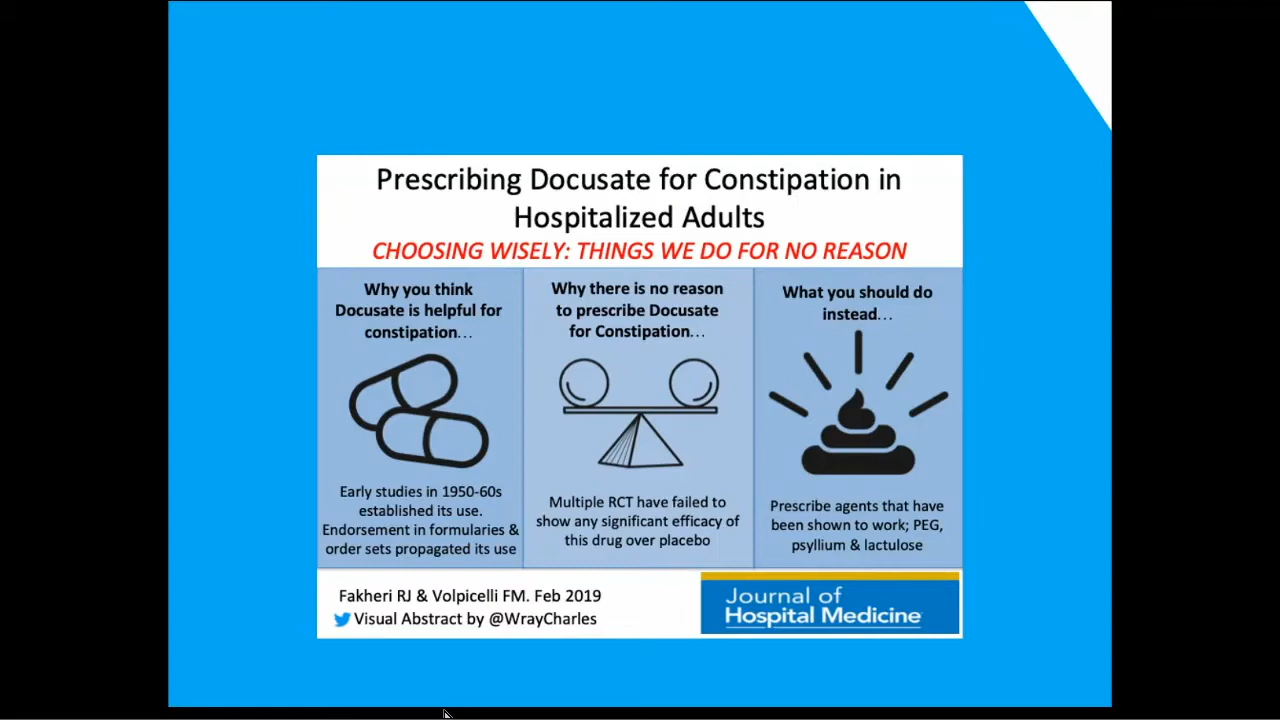 Prescribing Docusate for Constipation in
Hospitalized Adults
CHOOSING WISELY: THINGS WE DO FOR NO REASON
Why you think
Docusate is helpful for
constipation...
Early studies in 1950-60s
established its use.
Endorsement in formularies &
order sets propagated its use
Why there is no reason
to prescribe Docusate
for Constipation...
Multiple RCT have failed to
show any significant efficacy of
this drug over placebo
What you should do
instead...
Prescribe agents that have
been shown to work; PEG,
psyllium & lactulose
Fakheri RJ & Volpicelli FM. Feb 2019
Visual Abstract by @WrayCharles
Journal of
Hospital Medicine